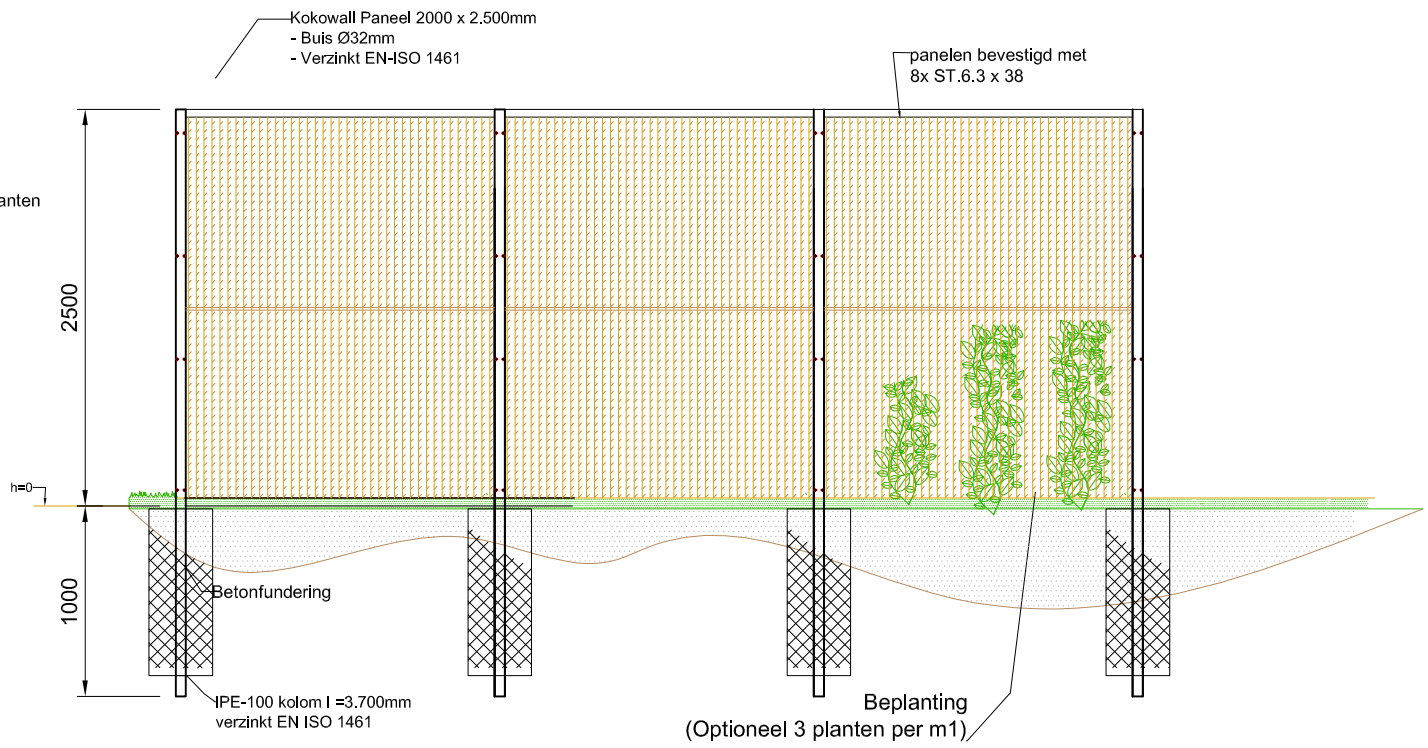 Kokowall Paneel 2000 x 2.500mm
- Buis Ø32mm
- Verzinkt EN-ISO 1461
panelen bevestigd met
8x ST.6.3 x 38
anten
2500
h=0
1000
Betonfundering
IPE-100 kolom l =3.700mm
verzinkt EN ISO 1461
Beplanting
(Optioneel 3 planten per m1)